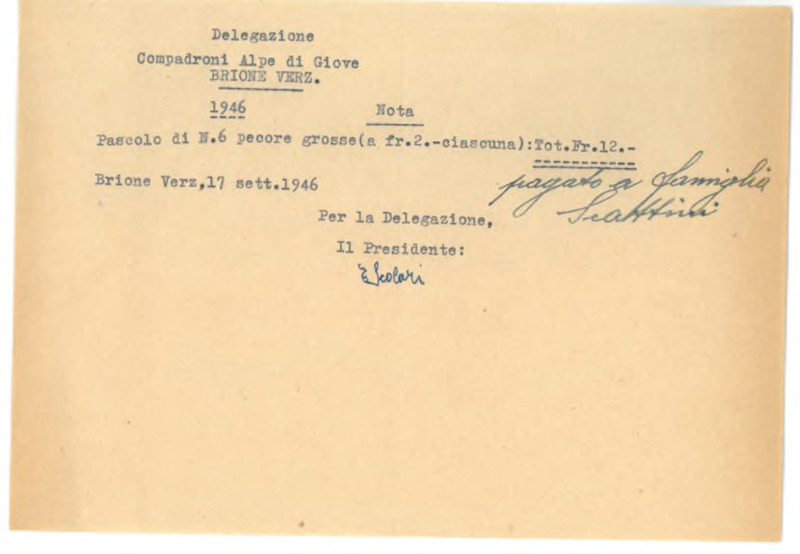 Delegazione
Compadroni Alpe di Giove
BRIONE VERZ.
1946 Nota
Pascolo di N.6 pecore grosse(a fr.2.-ciascuna):Tot.Fr.12.-
Brione Verz,17 sett.1946
pagato a famiglia
Scattini
Per la Delegazione,
Il Presidente:
E Scolari